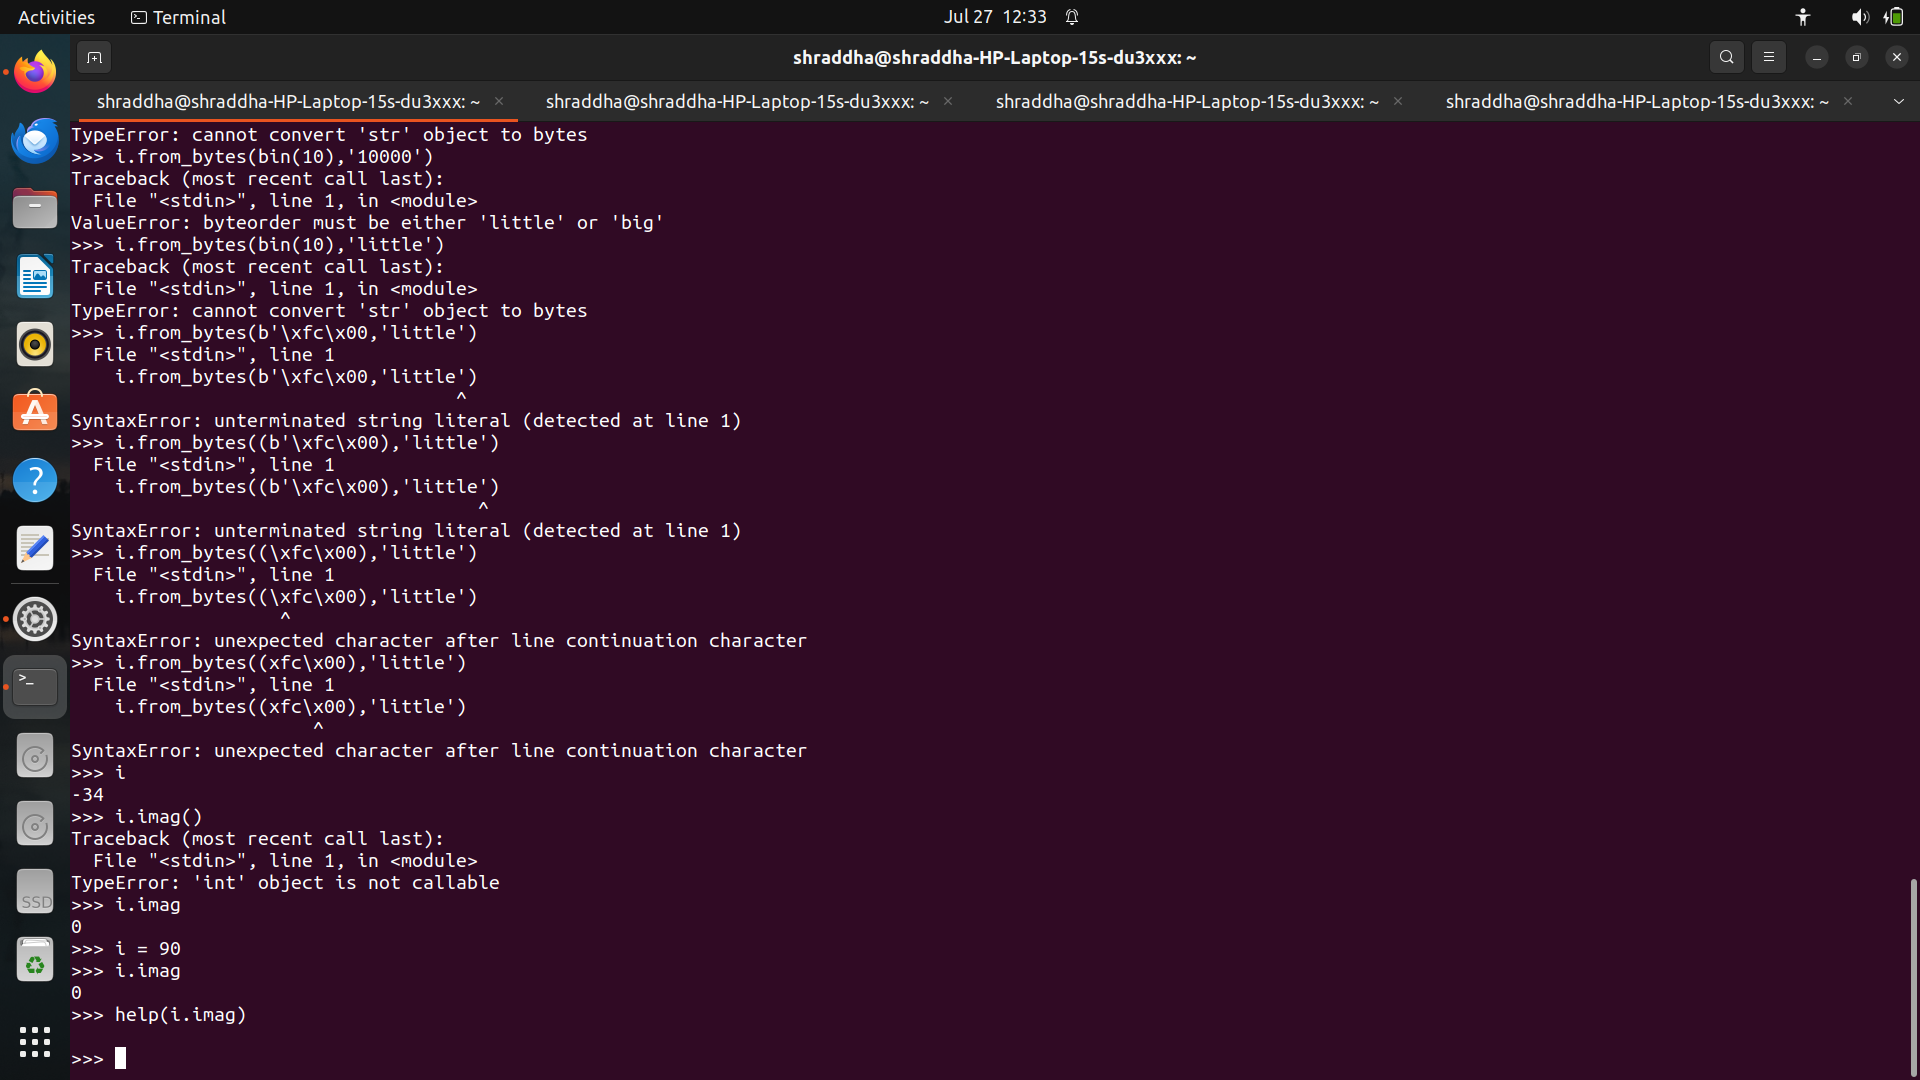 Activities
Terminal
Jul 27 12:33
shraddha@shraddha-HP-Laptop-15s-du3xxx: ~
shraddha@shraddha-HP-Laptop-15s-du3xxx: ~
shraddha@shraddha-HP-Laptop-15s-du3xxx: ~
shraddha@shraddha-HP-Laptop-15s-du3xxx: ~
shraddha@shraddha-HP-Laptop-15s-du3xxx: ~
TypeError: cannot convert 'str' object to bytes
>>> i.from_bytes(bin(10),'10000')
Traceback (most recent call last):
  File "<stdin>", line 1, in <module>
ValueError: byteorder must be either 'little' or 'big'
>>> i.from_bytes(bin(10),'little')
Traceback (most recent call last):
  File "<stdin>", line 1, in <module>
TypeError: cannot convert 'str' object to bytes
>>> i.from_bytes(b'\xfc\x00,'little')
  File "<stdin>", line 1
    i.from_bytes(b'\xfc\x00,'little')
                                   ^
SyntaxError: unterminated string literal (detected at line 1)
>>> i.from_bytes((b'\xfc\x00),'little')
  File "<stdin>", line 1
    i.from_bytes((b'\xfc\x00),'little')
                                     ^
SyntaxError: unterminated string literal (detected at line 1)
>>> i.from_bytes((\xfc\x00),'little')
  File "<stdin>", line 1
    i.from_bytes((\xfc\x00),'little')
                   ^
SyntaxError: unexpected character after line continuation character
>>> i.from_bytes((xfc\x00),'little')
  File "<stdin>", line 1
    i.from_bytes((xfc\x00),'little')
                      ^
SyntaxError: unexpected character after line continuation character
>>> i
-34
>>> i.imag()
Traceback (most recent call last):
  File "<stdin>", line 1, in <module>
TypeError: 'int' object is not callable
>>> i.imag
0
>>> i = 90
>>> i.imag
0
>>> help(i.imag)
>>>
SSD